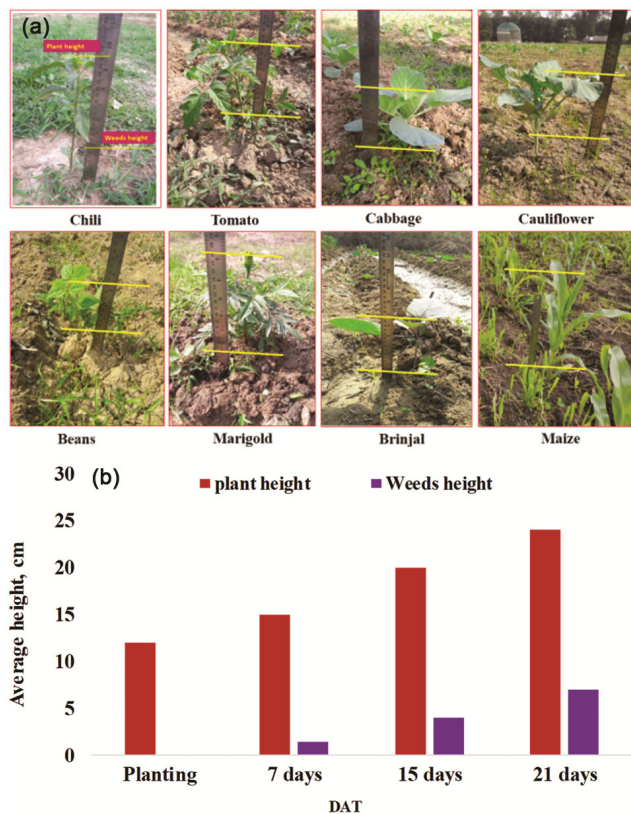 (a)
Plant height
Weeds height
Chili
Tomato
Cabbage
Cauliflower
Beans
Marigold
Brinjal
Maize
(b)
plant height
Weeds height
Average height, cm
30
25
20
15
10
5
0
Planting
7 days
15 days
21 days
DAT